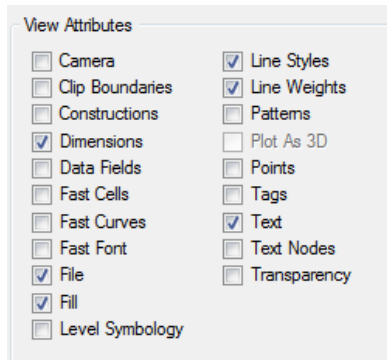 View Attributes
Camera
Clip Boundaries
Constructions
Dimensions
Data Fields
Fast Cells
Fast Curves
Fast Font
File
Fill
Level Symbology
Line Styles
Line Weights
Patterns
Plot As 3D
Points
Tags
Text
Text Nodes
Transparency